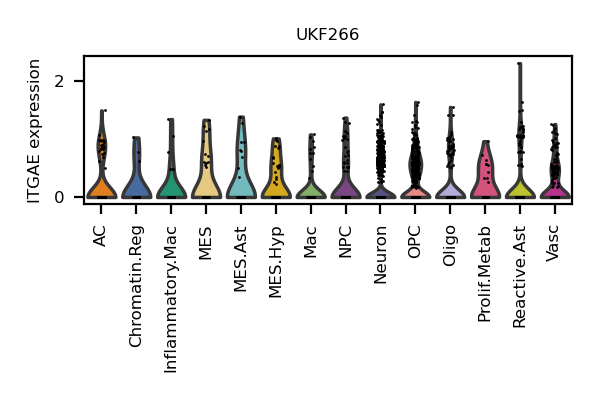 UKF266
ITGAE expression
2
0
AC
Chromatin.Reg
Inflammatory.Mac
MES
MES.Ast
MES.Hyp
Mac
NPC
Neuron
OPC
Oligo
Prolif.Metab
Reactive.Ast
Vasc